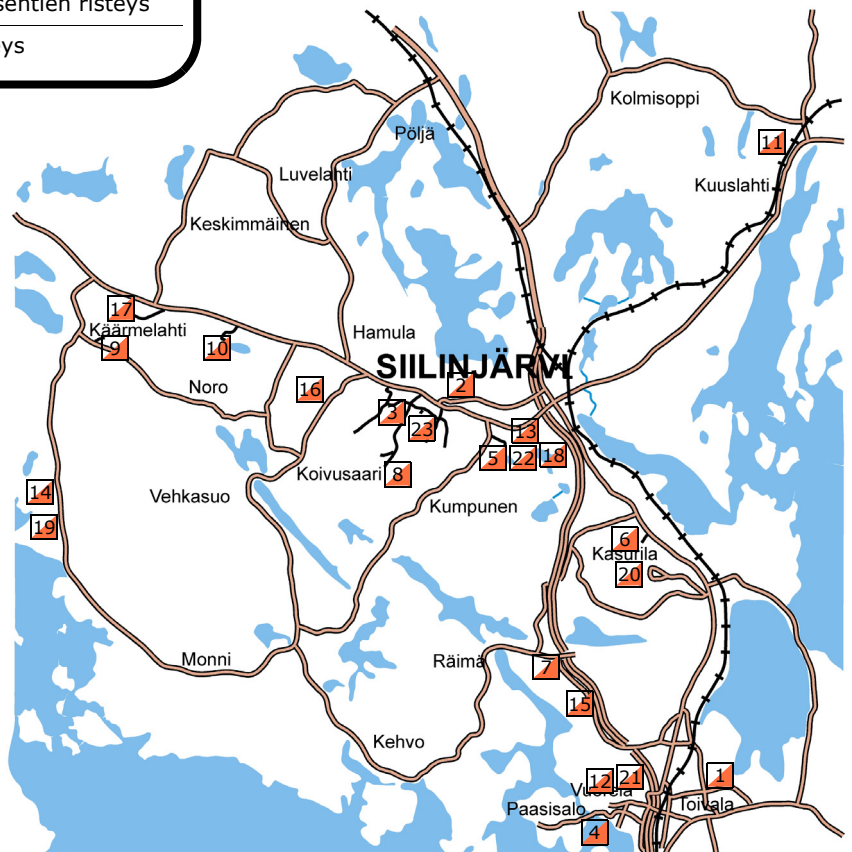 risteys
Kolmisoppi
Pöljä
11
Luvelahti
Kuuslahti
Keskimmäinen
17
Käärmelahti
Hamula
9
10
SIILINJÄRVI
Noro
16
2
3
23
13
5
22
18
Koivusaari
8
14
Vehkasuo
Kumpunen
19
6
Kasurila
20
Monni
Räimä
7
15
Kehvo
12
21
1
Vuorela
Paasisalo
Toivala
4